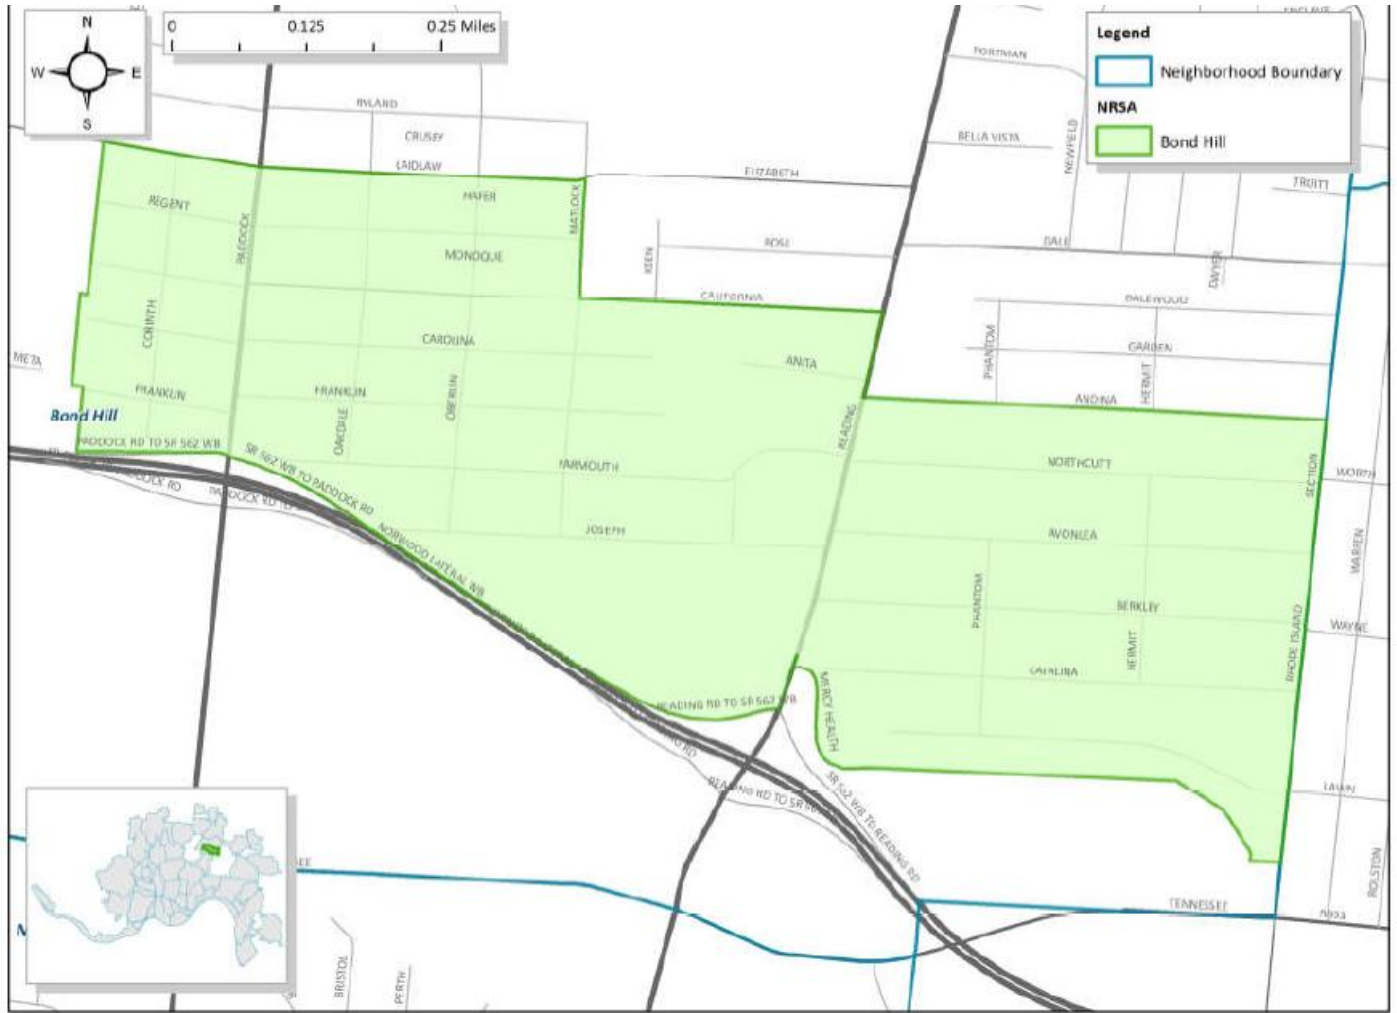 N
W E
S
0 0.125 0.25 Miles
Legend
Neighborhood Boundary
NRSA
Bond Hill
PORTMAN
NEWFIELD
BELLA VISTA
TRUITT
CRUSEY
LAIDLAW
ELIZABETH
HAFER
MATLOCK
REGENT
PADDOCK
MONOQUE
KEEN
ROSE
DALE
DWYER
CALIFORNIA
DALEWOOD
CORINTH
CAROLINA
ANITA
PHANTOM
GARDEN
HERMIT
META
FRANKLIN
FRANKLIN
OAKDALE
OBERLIN
READING
ANDINA
Bond Hill
PADDOCK RD TO SR 562 WB
SR 562 WB TO PADDOCK RD
YARMOUTH
NORTHCUTT
SECTION
WORTH
JOSEPH
NORWOOD LATERAL WB
AVONLEA
WARREN
PHANTOM
BERKLEY
HERMIT
RHODE ISLAND
WAYNE
CATALINA
MERCY HEALTH
READING RD TO SR 562 WB
SR 562 WB TO READING RD
LAWN
ROLSTON
TENNESSEE
BRISTOL
PERTH